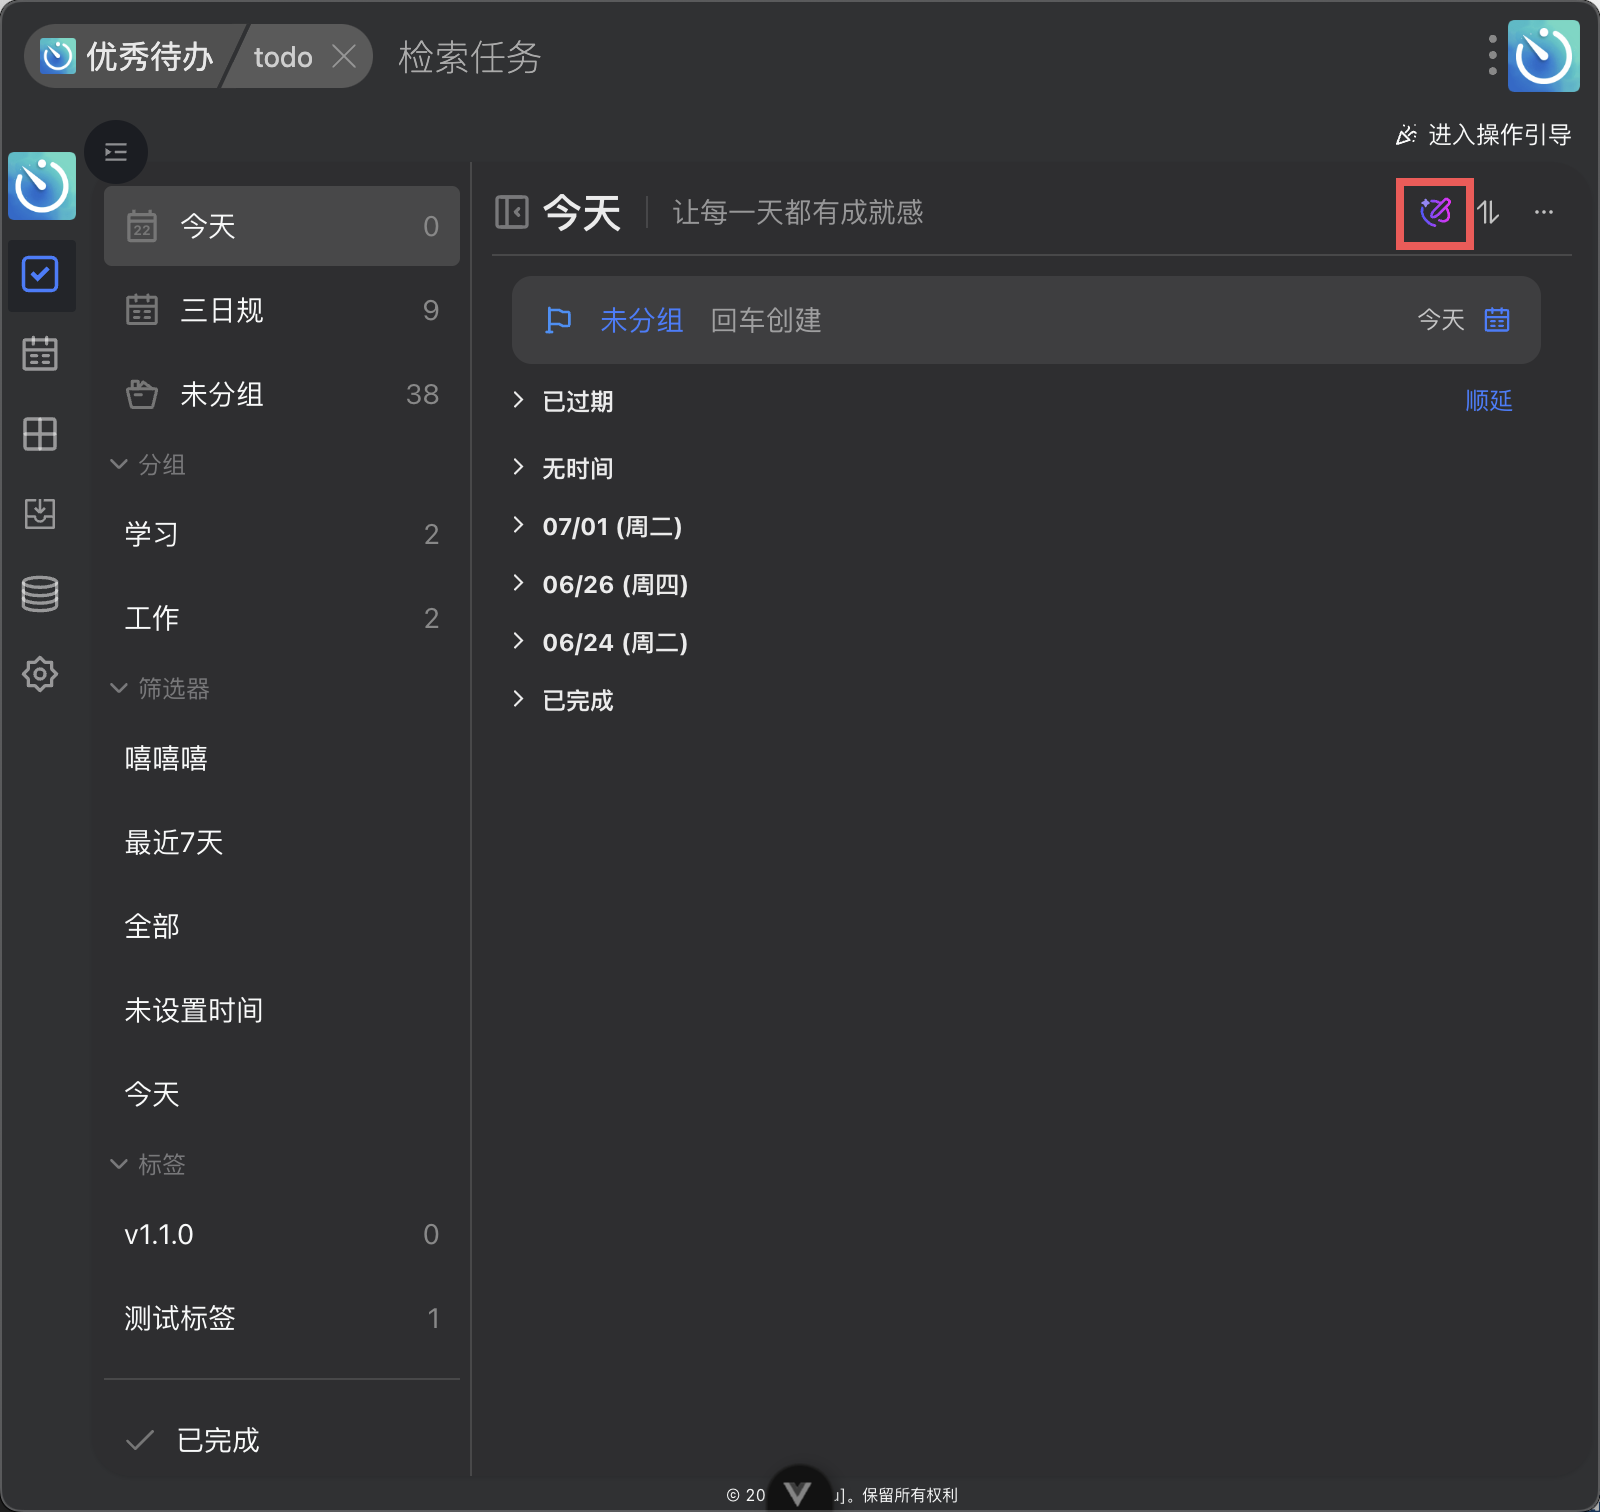 优秀待办 todo 检索任务
进入操作引导
22 今天 0
三日规 9
未分组 38
分组
学习 2
工作 2
筛选器
嘻嘻嘻
最近7天
全部
未设置时间
今天
标签
v1.1.0 0
测试标签 1
已完成
今天 让每一天都有成就感
未分组 回车创建 今天
已过期 顺延
无时间
07/01 (周二)
06/26 (周四)
06/24 (周二)
已完成
© 20 u]。保留所有权利